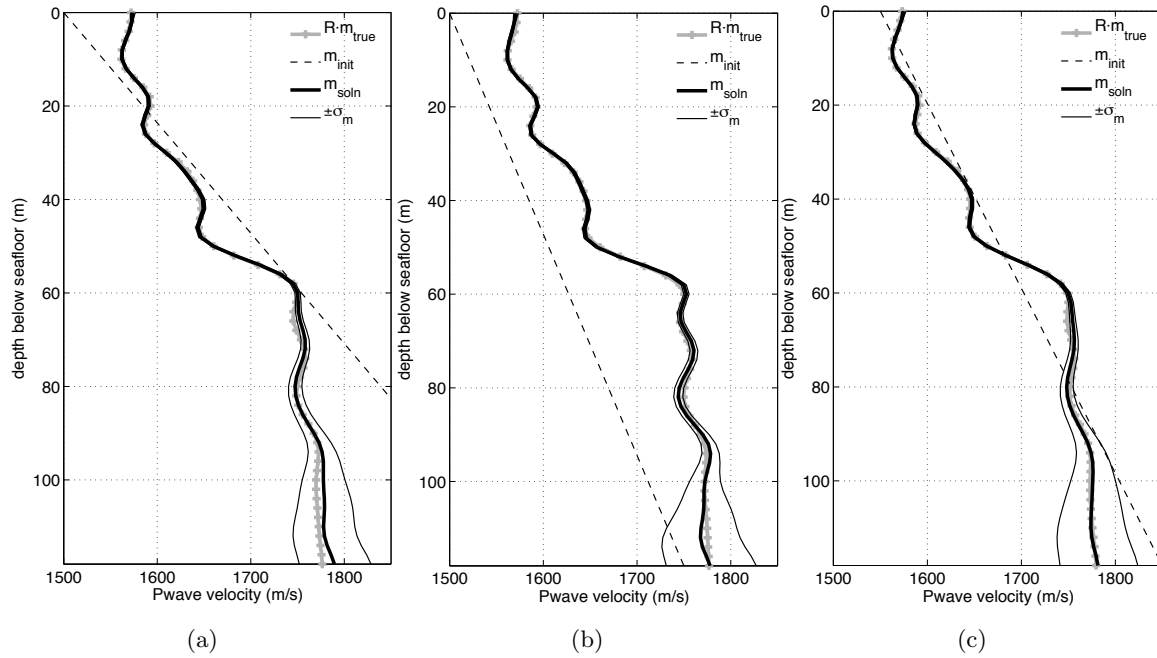 0
20
40
60
80
100
depth below seafloor (m)
1500 1600 1700 1800
Pwave velocity (m/s)
R·m_true
m_init
m_soln
±σ_m
(a)
0
20
40
60
80
100
depth below seafloor (m)
1500 1600 1700 1800
Pwave velocity (m/s)
R·m_true
m_init
m_soln
±σ_m
(b)
0
20
40
60
80
100
depth below seafloor (m)
1500 1600 1700 1800
Pwave velocity (m/s)
R·m_true
m_init
m_soln
±σ_m
(c)